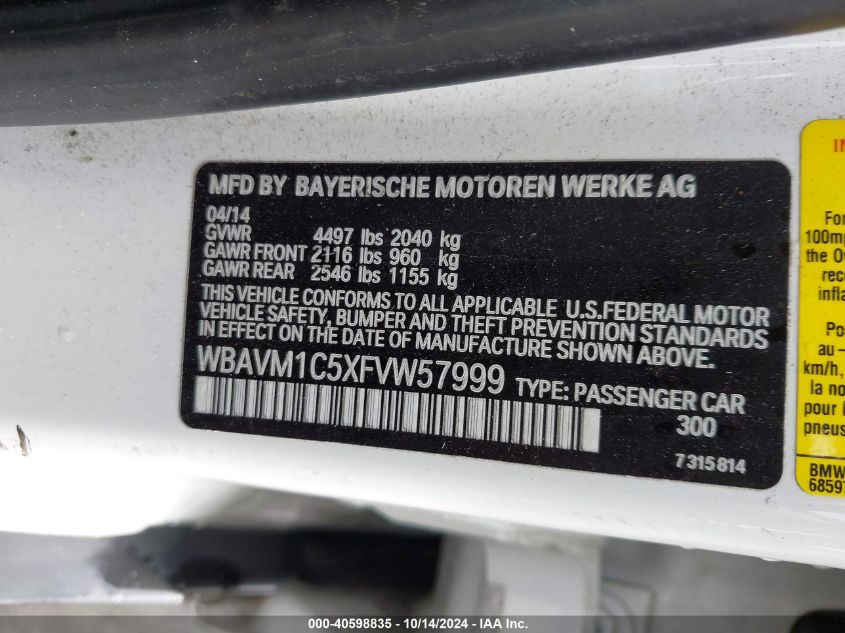 MFD BY BAYERISCHE MOTOREN WERKE AG
04/14
GVWR 4497 lbs 2040 kg
GAWR FRONT 2116 lbs 960 kg
GAWR REAR 2546 lbs 1155 kg
THIS VEHICLE CONFORMS TO ALL APPLICABLE U.S.FEDERAL MOTOR
VEHICLE SAFETY, BUMPER AND THEFT PREVENTION STANDARDS
IN EFFECT ON THE DATE OF MANUFACTURE SHOWN ABOVE.
WBAVM1C5XFVW57999 TYPE: PASSENGER CAR
300
7315814
IN
For
100mp
the O
rec
infla
Po
au –
km/h,
la no
pour l
pneus
BMW
6859
000-40598835 - 10/14/2024 - IAA Inc.